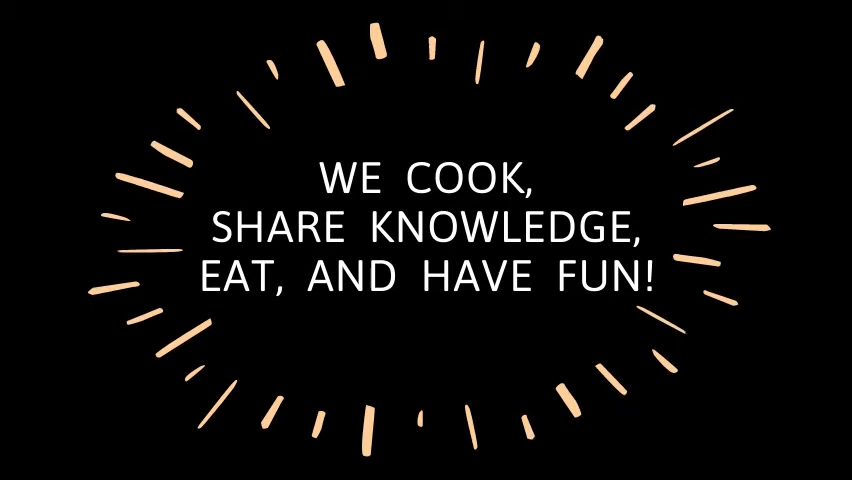 WE COOK,
SHARE KNOWLEDGE,
EAT, AND HAVE FUN!